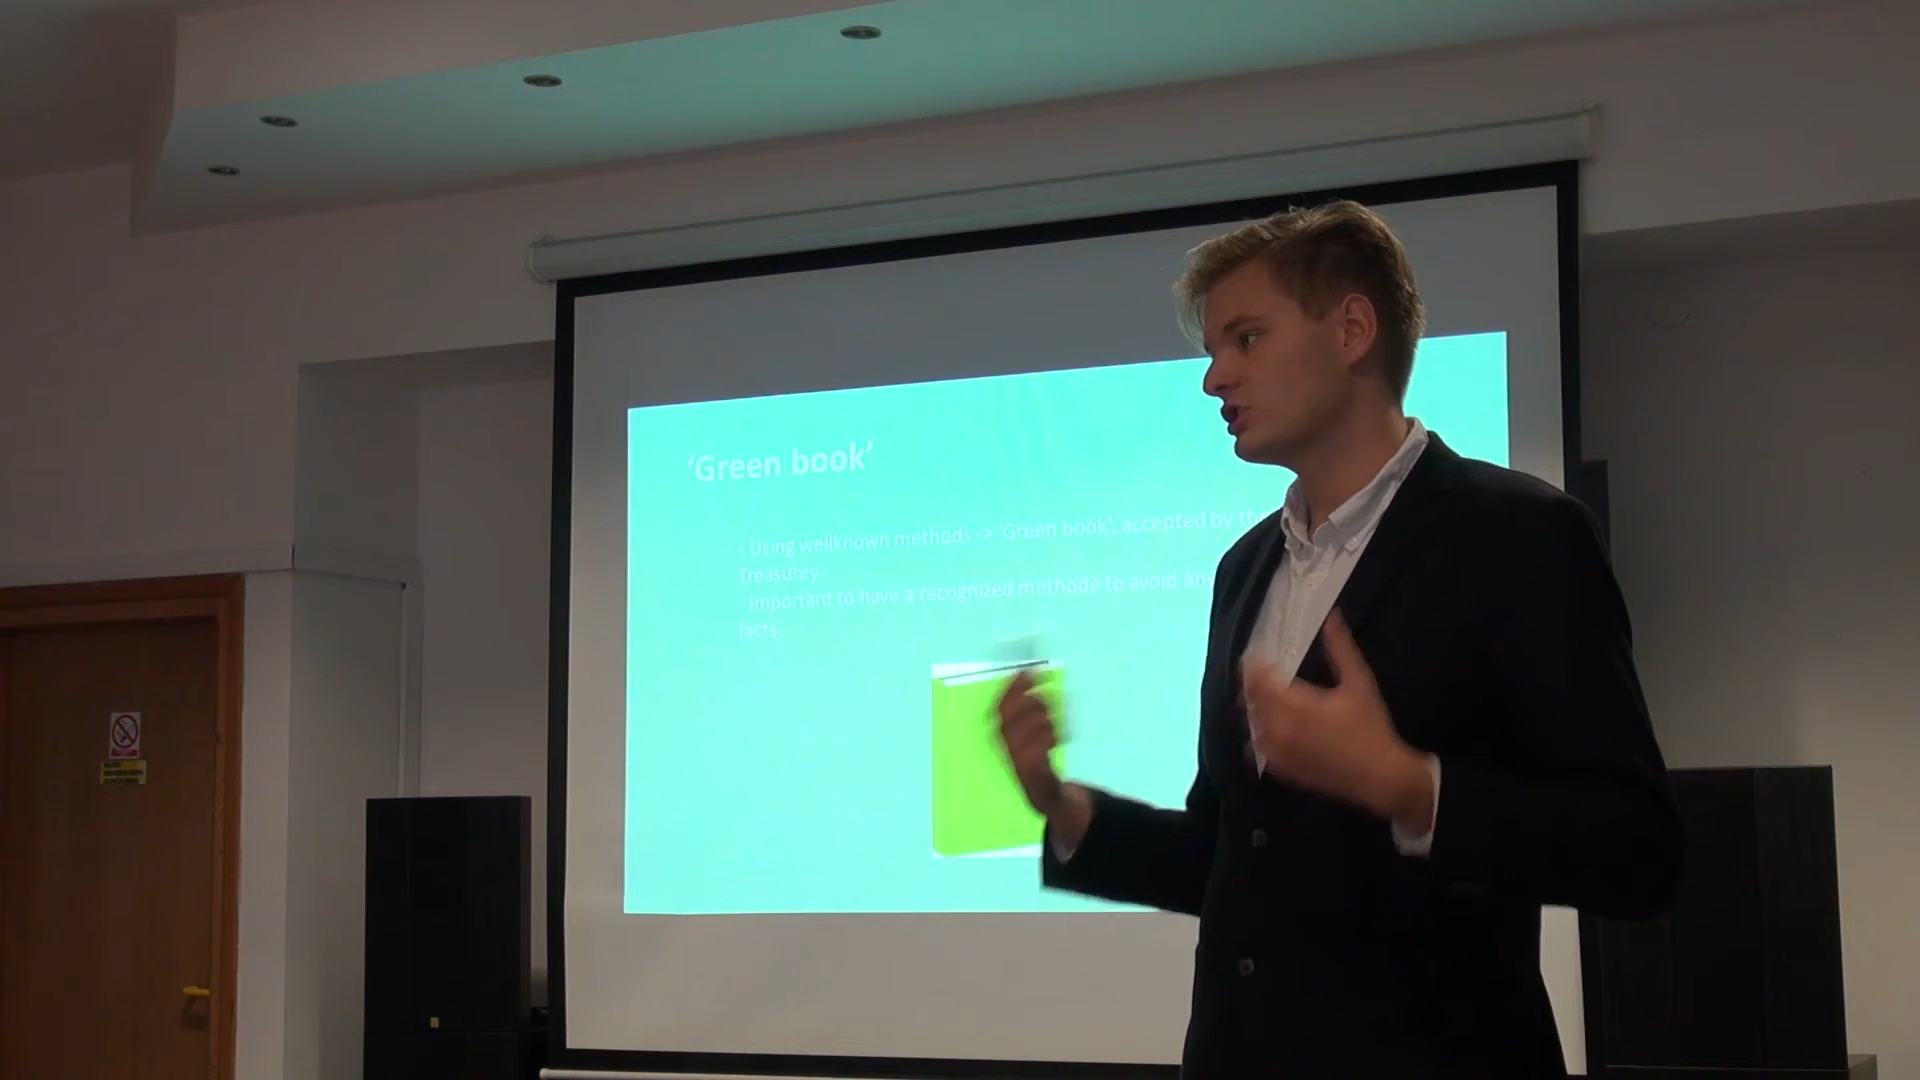 ‘Green book’
- Using wellknown methods -> ‘Green book’, accepted by the
Treasurey.
- Important to have a recognized methode to avoid any
facts.